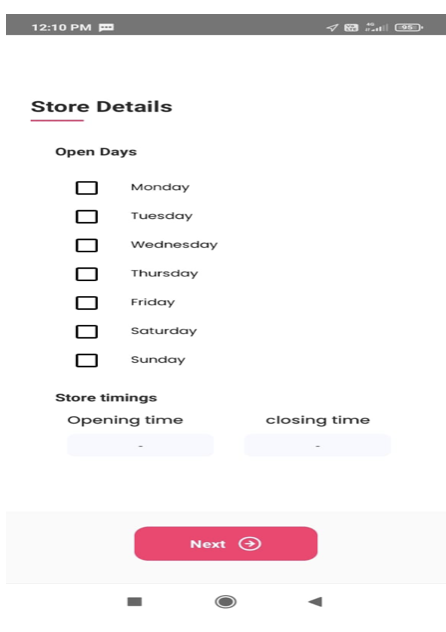 12:10 PM
4G
95
Store Details
Open Days
Monday
Tuesday
Wednesday
Thursday
Friday
Saturday
Sunday
Store timings
Opening time closing time
- -
Next